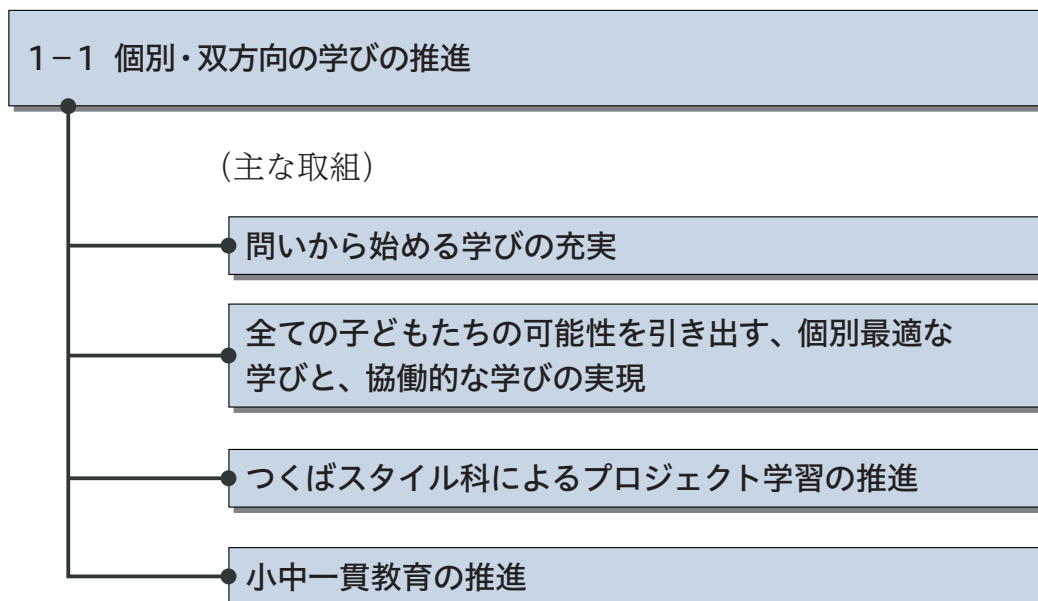 1−1 個別・双方向の学びの推進
(主な取組)
問いから始める学びの充実
全ての子どもたちの可能性を引き出す、個別最適な
学びと、協働的な学びの実現
つくばスタイル科によるプロジェクト学習の推進
小中一貫教育の推進